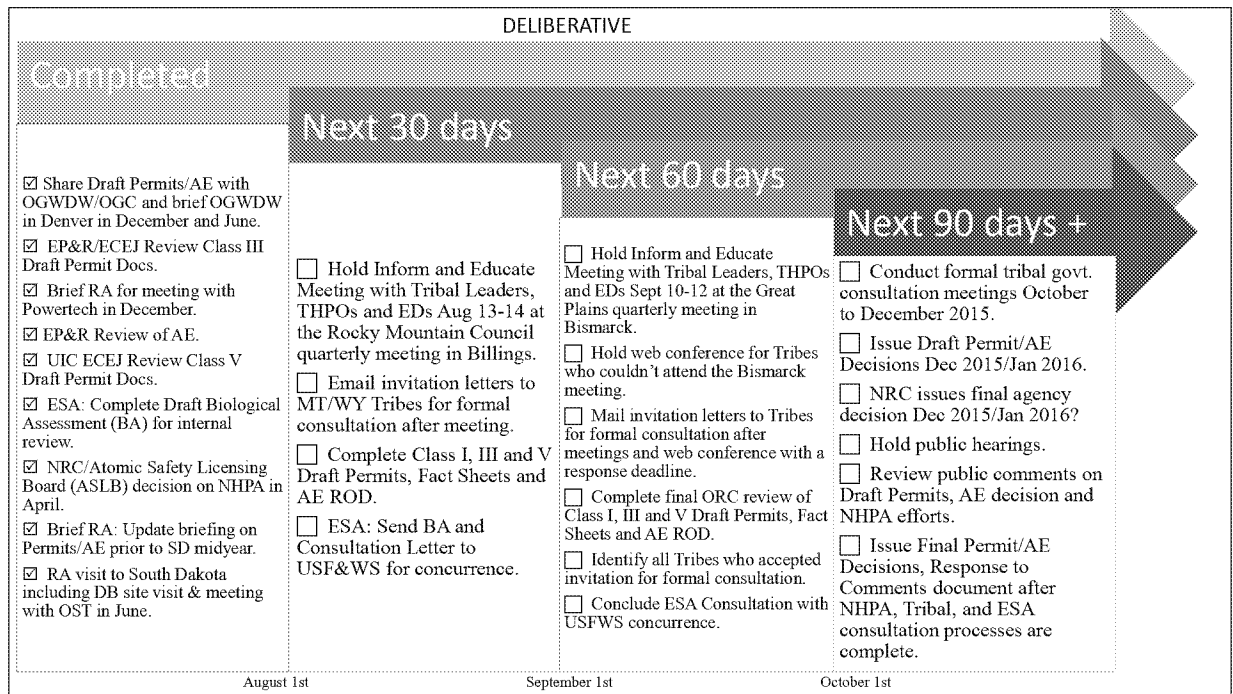 DELIBERATIVE
Completed
☑ Share Draft Permits/AE with
OGWDW/OGC and brief OGWDW
in Denver in December and June.
☑ EP&R/ECEJ Review Class III
Draft Permit Docs.
☑ Brief RA for meeting with
Powertech in December.
☑ EP&R Review of AE.
☑ UIC ECEJ Review Class V
Draft Permit Docs.
☑ ESA: Complete Draft Biological
Assessment (BA) for internal
review.
☑ NRC/Atomic Safety Licensing
Board (ASLB) decision on NHPA in
April.
☑ Brief RA: Update briefing on
Permits/AE prior to SD midyear.
☑ RA visit to South Dakota
including DB site visit & meeting
with OST in June.
Next 30 days
☐ Hold Inform and Educate
Meeting with Tribal Leaders,
THPOs and EDs Aug 13-14 at
the Rocky Mountain Council
quarterly meeting in Billings.
☐ Email invitation letters to
MT/WY Tribes for formal
consultation after meeting.
☐ Complete Class I, III and V
Draft Permits, Fact Sheets and
AE ROD.
☐ ESA: Send BA and
Consultation Letter to
USF&WS for concurrence.
Next 60 days
☐ Hold Inform and Educate
Meeting with Tribal Leaders, THPOs
and EDs Sept 10-12 at the Great
Plains quarterly meeting in
Bismarck.
☐ Hold web conference for Tribes
who couldn't attend the Bismarck
meeting.
☐ Mail invitation letters to Tribes
for formal consultation after
meetings and web conference with a
response deadline.
☐ Complete final ORC review of
Class I, III and V Draft Permits, Fact
Sheets and AE ROD.
☐ Identify all Tribes who accepted
invitation for formal consultation.
☐ Conclude ESA Consultation with
USFWS concurrence.
Next 90 days +
☐ Conduct formal tribal govt.
consultation meetings October
to December 2015.
☐ Issue Draft Permit/AE
Decisions Dec 2015/Jan 2016.
☐ NRC issues final agency
decision Dec 2015/Jan 2016?
☐ Hold public hearings.
☐ Review public comments on
Draft Permits, AE decision and
NHPA efforts.
☐ Issue Final Permit/AE
Decisions, Response to
Comments document after
NHPA, Tribal, and ESA
consultation processes are
complete.
August 1st
September 1st
October 1st